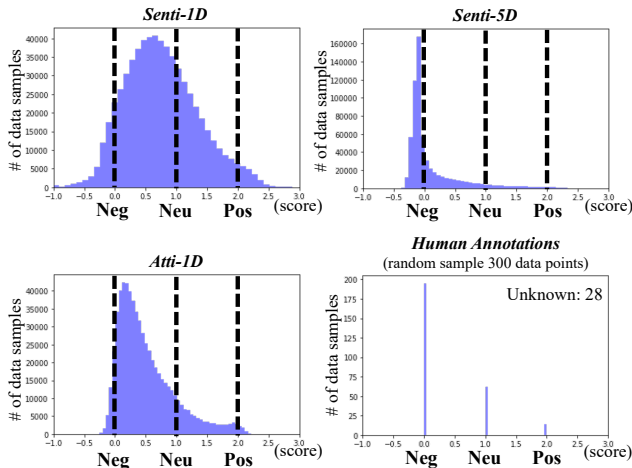 Senti-1D
# of data samples
40000
35000
30000
25000
20000
15000
10000
5000
0
-1.0 -0.5 0.0 0.5 1.0 1.5 2.0 2.5 3.0
Neg Neu Pos (score)
Senti-5D
# of data samples
160000
140000
120000
100000
80000
60000
40000
20000
0
-1.0 -0.5 0.0 0.5 1.0 1.5 2.0 2.5 3.0
Neg Neu Pos (score)
Atti-1D
# of data samples
40000
35000
30000
25000
20000
15000
10000
5000
0
-1.0 -0.5 0.0 0.5 1.0 1.5 2.0 2.5 3.0
Neg Neu Pos (score)
Human Annotations
(random sample 300 data points)
Unknown: 28
# of data samples
200
175
150
125
100
75
50
25
0
-1.0 -0.5 0.0 0.5 1.0 1.5 2.0 2.5 3.0
Neg Neu Pos (score)